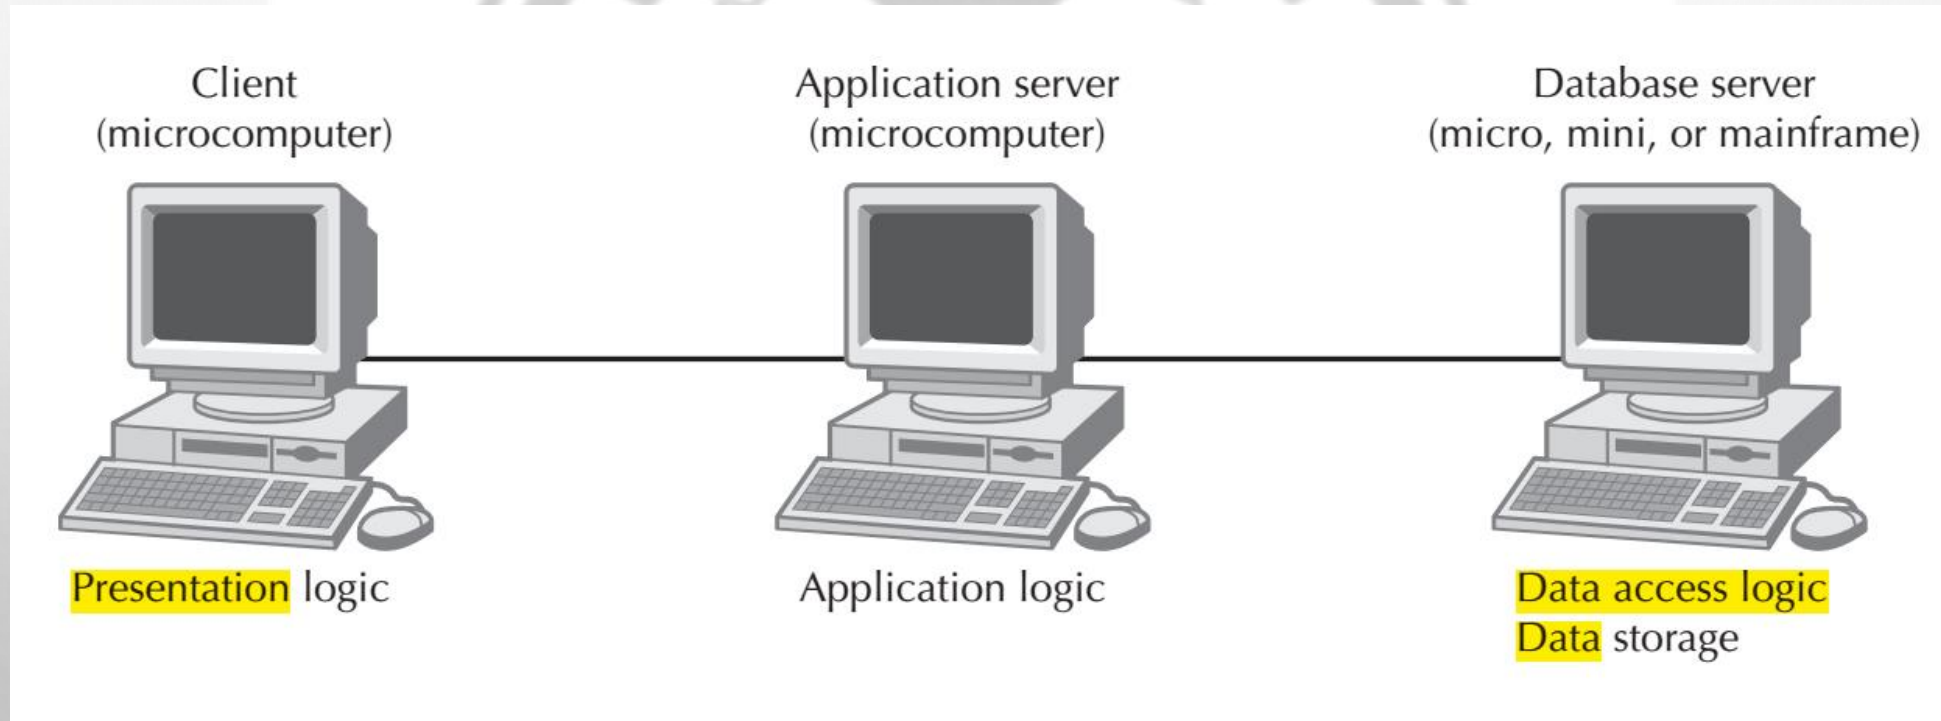 Client
(microcomputer)
Application server
(microcomputer)
Database server
(micro, mini, or mainframe)
Presentation logic
Application logic
Data access logic
Data storage